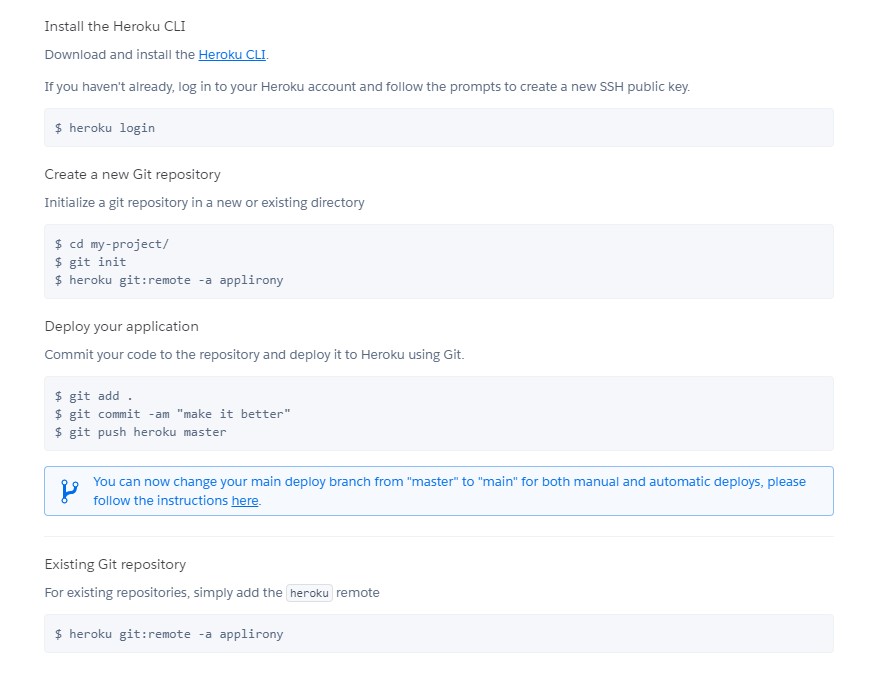 Install the Heroku CLI
Download and install the Heroku CLI.
If you haven't already, log in to your Heroku account and follow the prompts to create a new SSH public key.
$ heroku login
Create a new Git repository
Initialize a git repository in a new or existing directory
$ cd my-project/
$ git init
$ heroku git:remote -a applirony
Deploy your application
Commit your code to the repository and deploy it to Heroku using Git.
$ git add .
$ git commit -am "make it better"
$ git push heroku master
You can now change your main deploy branch from "master" to "main" for both manual and automatic deploys, please
follow the instructions here.
Existing Git repository
For existing repositories, simply add the heroku remote
$ heroku git:remote -a applirony